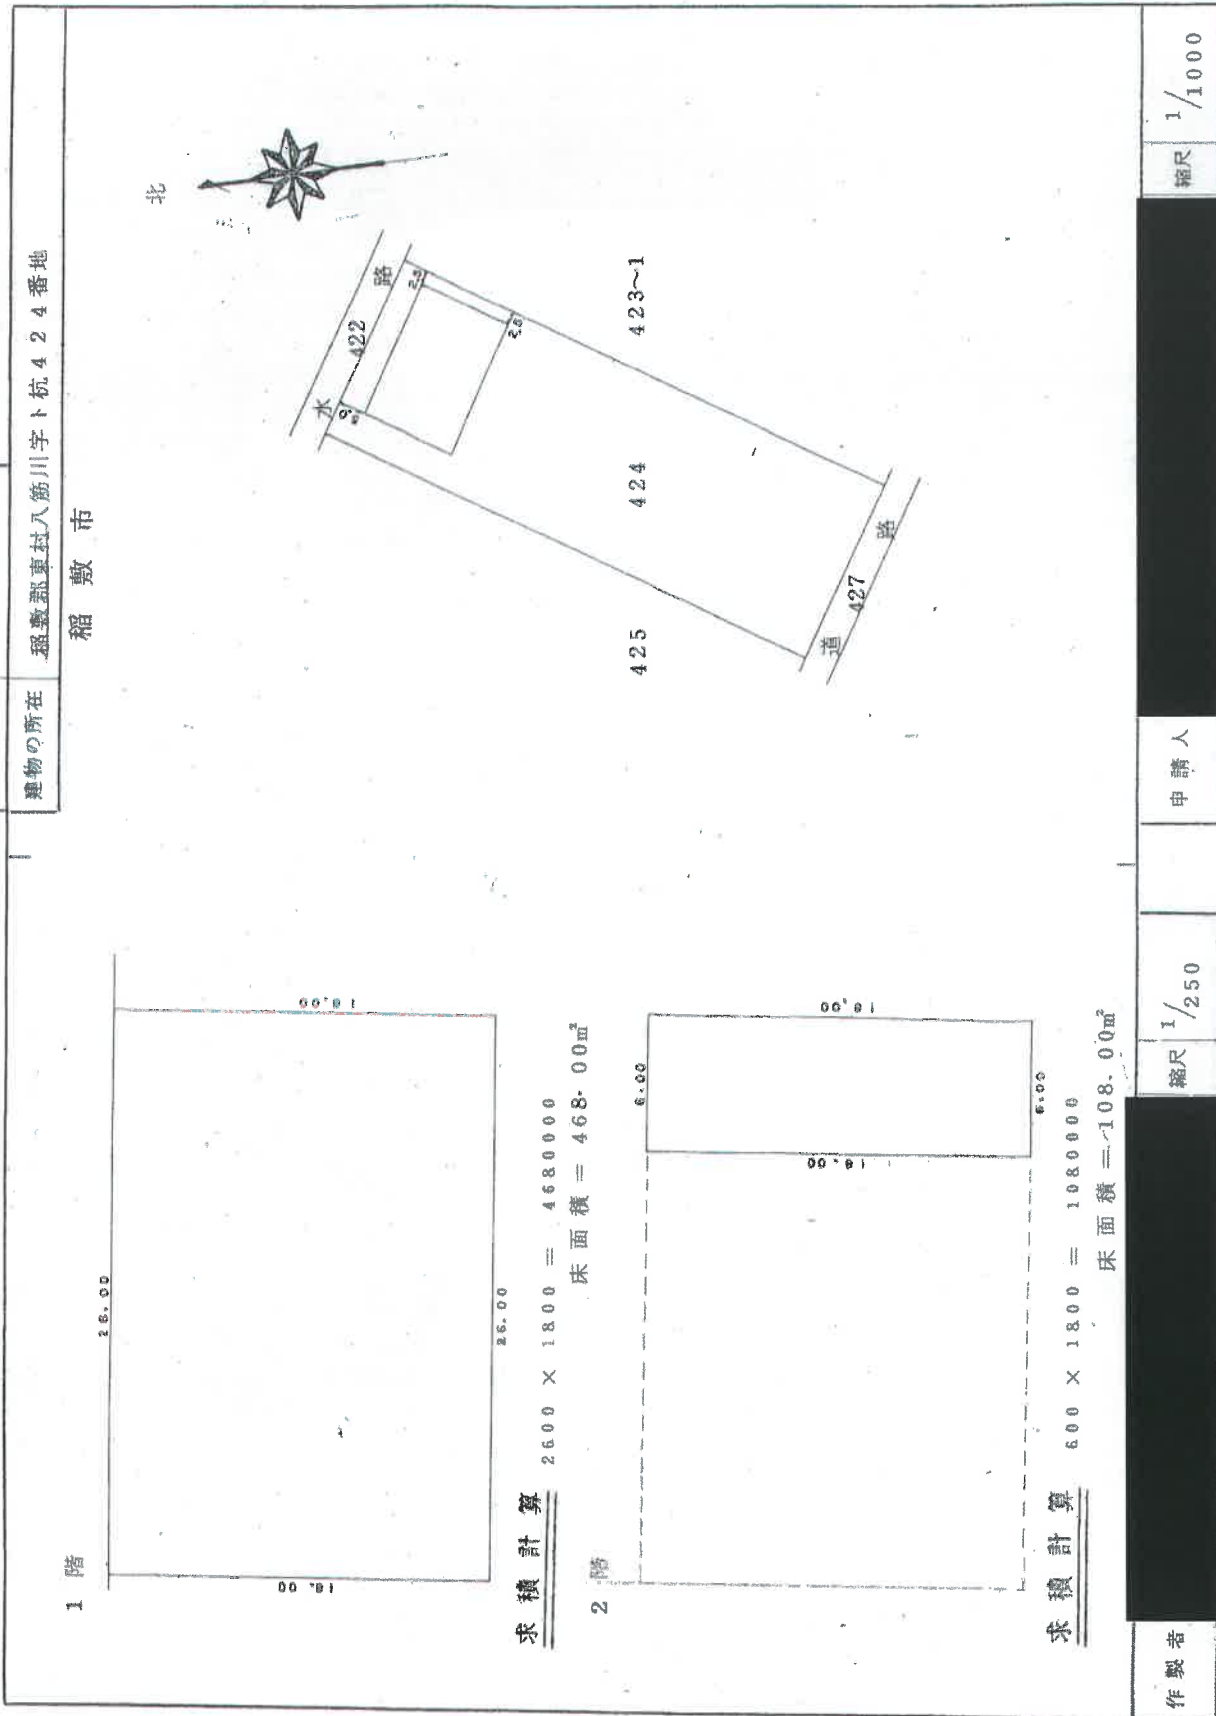 建物の所在 稲敷郡東村八筋川字ト杭424番地
稲敷市
1階
26.00
18.00
18.00
26.00
求積計算
2600 × 1800 = 4680000
床面積 = 468.00㎡
2階
6.00
18.00
18.00
6.00
求積計算
600 × 1800 = 1080000
床面積 = 108.00㎡
北
水路
422
2.5
2.5
423~1
424
425
道路
427
作製者
縮尺 1/250
申請人
縮尺 1/1000